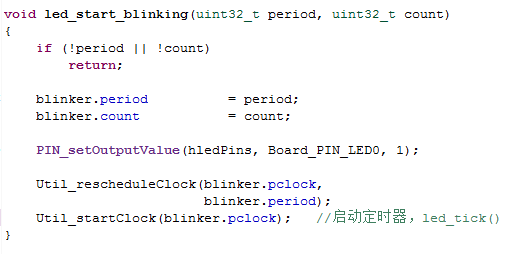 void led_start_blinking(uint32_t period, uint32_t count)
{
    if (!period || !count)
        return;

    blinker.period          = period;
    blinker.count           = count;

    PIN_setOutputValue(hledPins, Board_PIN_LED0, 1);

    Util_rescheduleClock(blinker.pclock,
                         blinker.period);
    Util_startClock(blinker.pclock);   //启动定时器，led_tick()
}